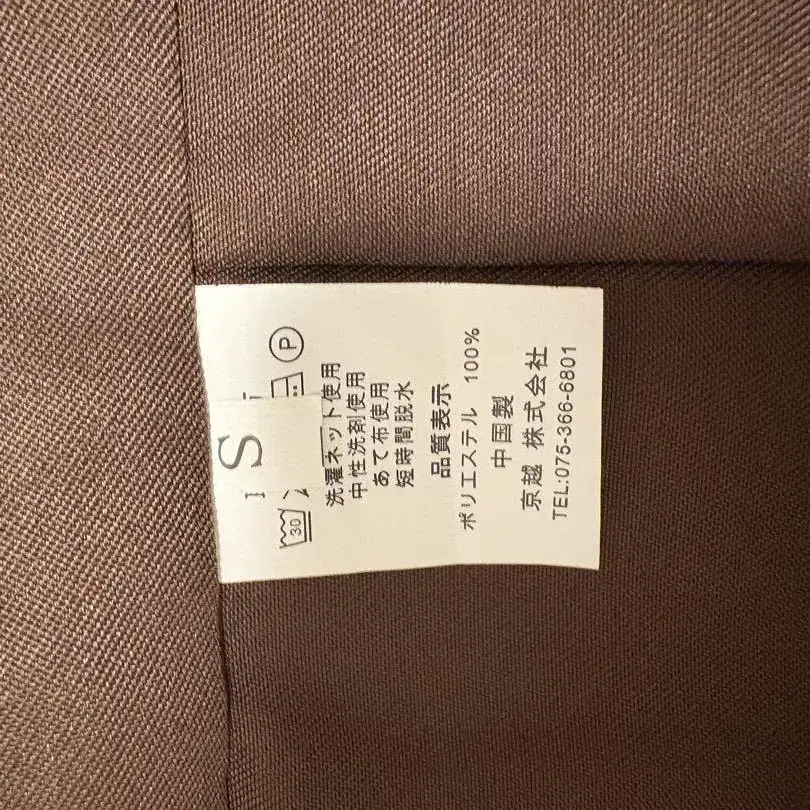 S
30
P
洗濯ネット使用
中性洗剤使用
あて布使用
短時間脱水
品質表示
ポリエステル 100%
中国製
京越 株式会社
TEL:075-366-6801